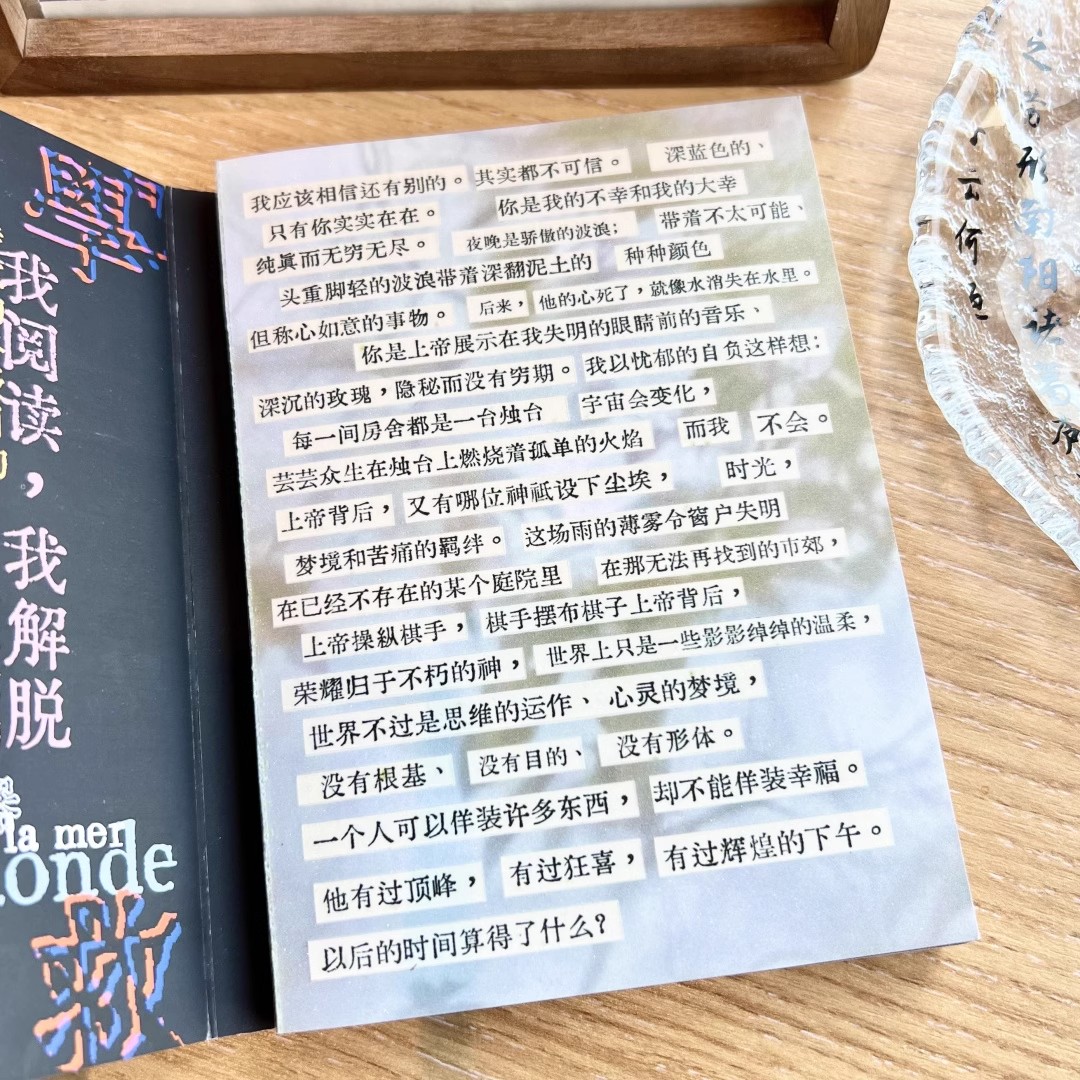 我应该相信还有别的。 其实都不可信。 深蓝色的、
只有你实实在在。 你是我的不幸和我的大幸
纯真而无穷无尽。 夜晚是骄傲的波浪； 带着不太可能、
头重脚轻的波浪带着深翻泥土的 种种颜色
但称心如意的事物。 后来， 他的心死了，就像水消失在水里。
你是上帝展示在我失明的眼睛前的音乐、
深沉的玫瑰，隐秘而没有穷期。 我以忧郁的自负这样想：
每一间房舍都是一台烛台 宇宙会变化，
芸芸众生在烛台上燃烧着孤单的火焰 而我 不会。
上帝背后， 又有哪位神祇设下尘埃， 时光，
梦境和苦痛的羁绊。 这场雨的薄雾令窗户失明
在已经不存在的某个庭院里 在那无法再找到的市郊，
上帝操纵棋手， 棋手摆布棋子上帝背后，
荣耀归于不朽的神， 世界上只是一些影影绰绰的温柔，
世界不过是思维的运作、心灵的梦境，
没有根基、 没有目的、 没有形体。
一个人可以佯装许多东西， 却不能佯装幸福。
他有过顶峰， 有过狂喜， 有过辉煌的下午。
以后的时间算得了什么？
我阅读，我解脱
la mer
onde
救
之苦形
南阳
云何